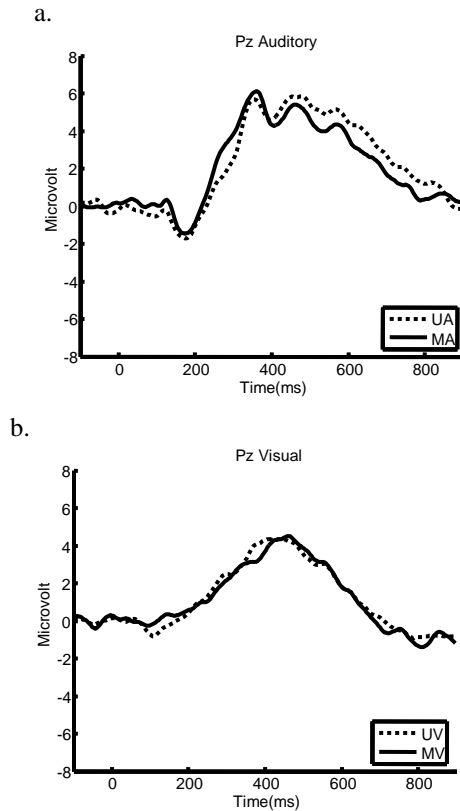 a.
Pz Auditory
8
6
4
2
0
-2
-4
-6
-8
Microvolt
UA
MA
0 200 400 600 800
Time(ms)
b.
Pz Visual
8
6
4
2
0
-2
-4
-6
-8
Microvolt
UV
MV
0 200 400 600 800
Time(ms)